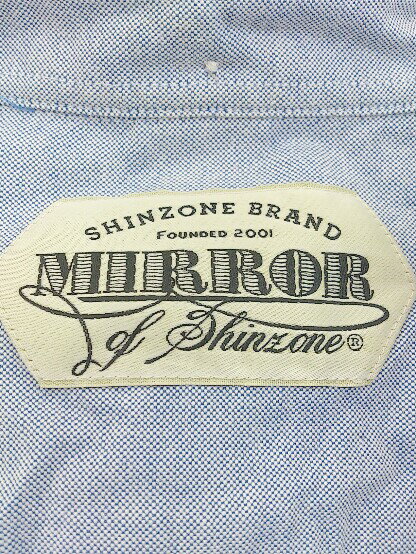 SHINZONE BRAND
FOUNDED 2001
MIRROR
of Shinzone®